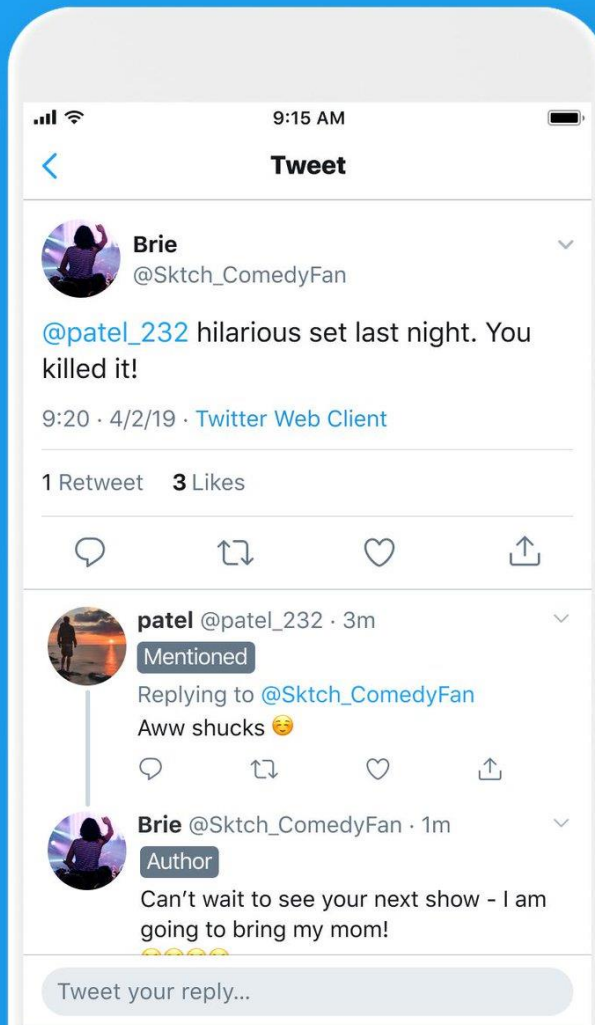 9:15 AM
Tweet
Brie
@Sktch_ComedyFan
@patel_232 hilarious set last night. You
killed it!
9:20 · 4/2/19 · Twitter Web Client
1 Retweet 3 Likes
patel @patel_232 · 3m
Mentioned
Replying to @Sktch_ComedyFan
Aww shucks ☺️
Brie @Sktch_ComedyFan · 1m
Author
Can’t wait to see your next show - I am
going to bring my mom!
Tweet your reply...